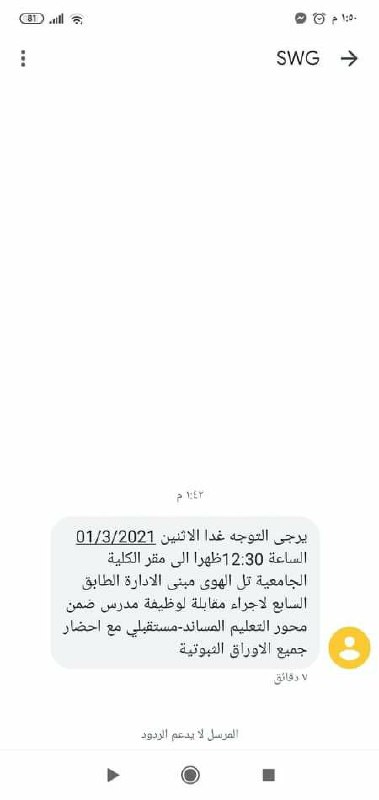 81
١:٥٠ م
SWG
١:٤٢ م
يرجى التوجه غدا الاثنين 01/3/2021
الساعة 12:30ظهرا الى مقر الكلية
الجامعية تل الهوى مبنى الادارة الطابق
السابع لاجراء مقابلة لوظيفة مدرس ضمن
محور التعليم المساند-مستقبلي مع احضار
جميع الاوراق الثبوتية
٧ دقائق
المرسل لا يدعم الردود